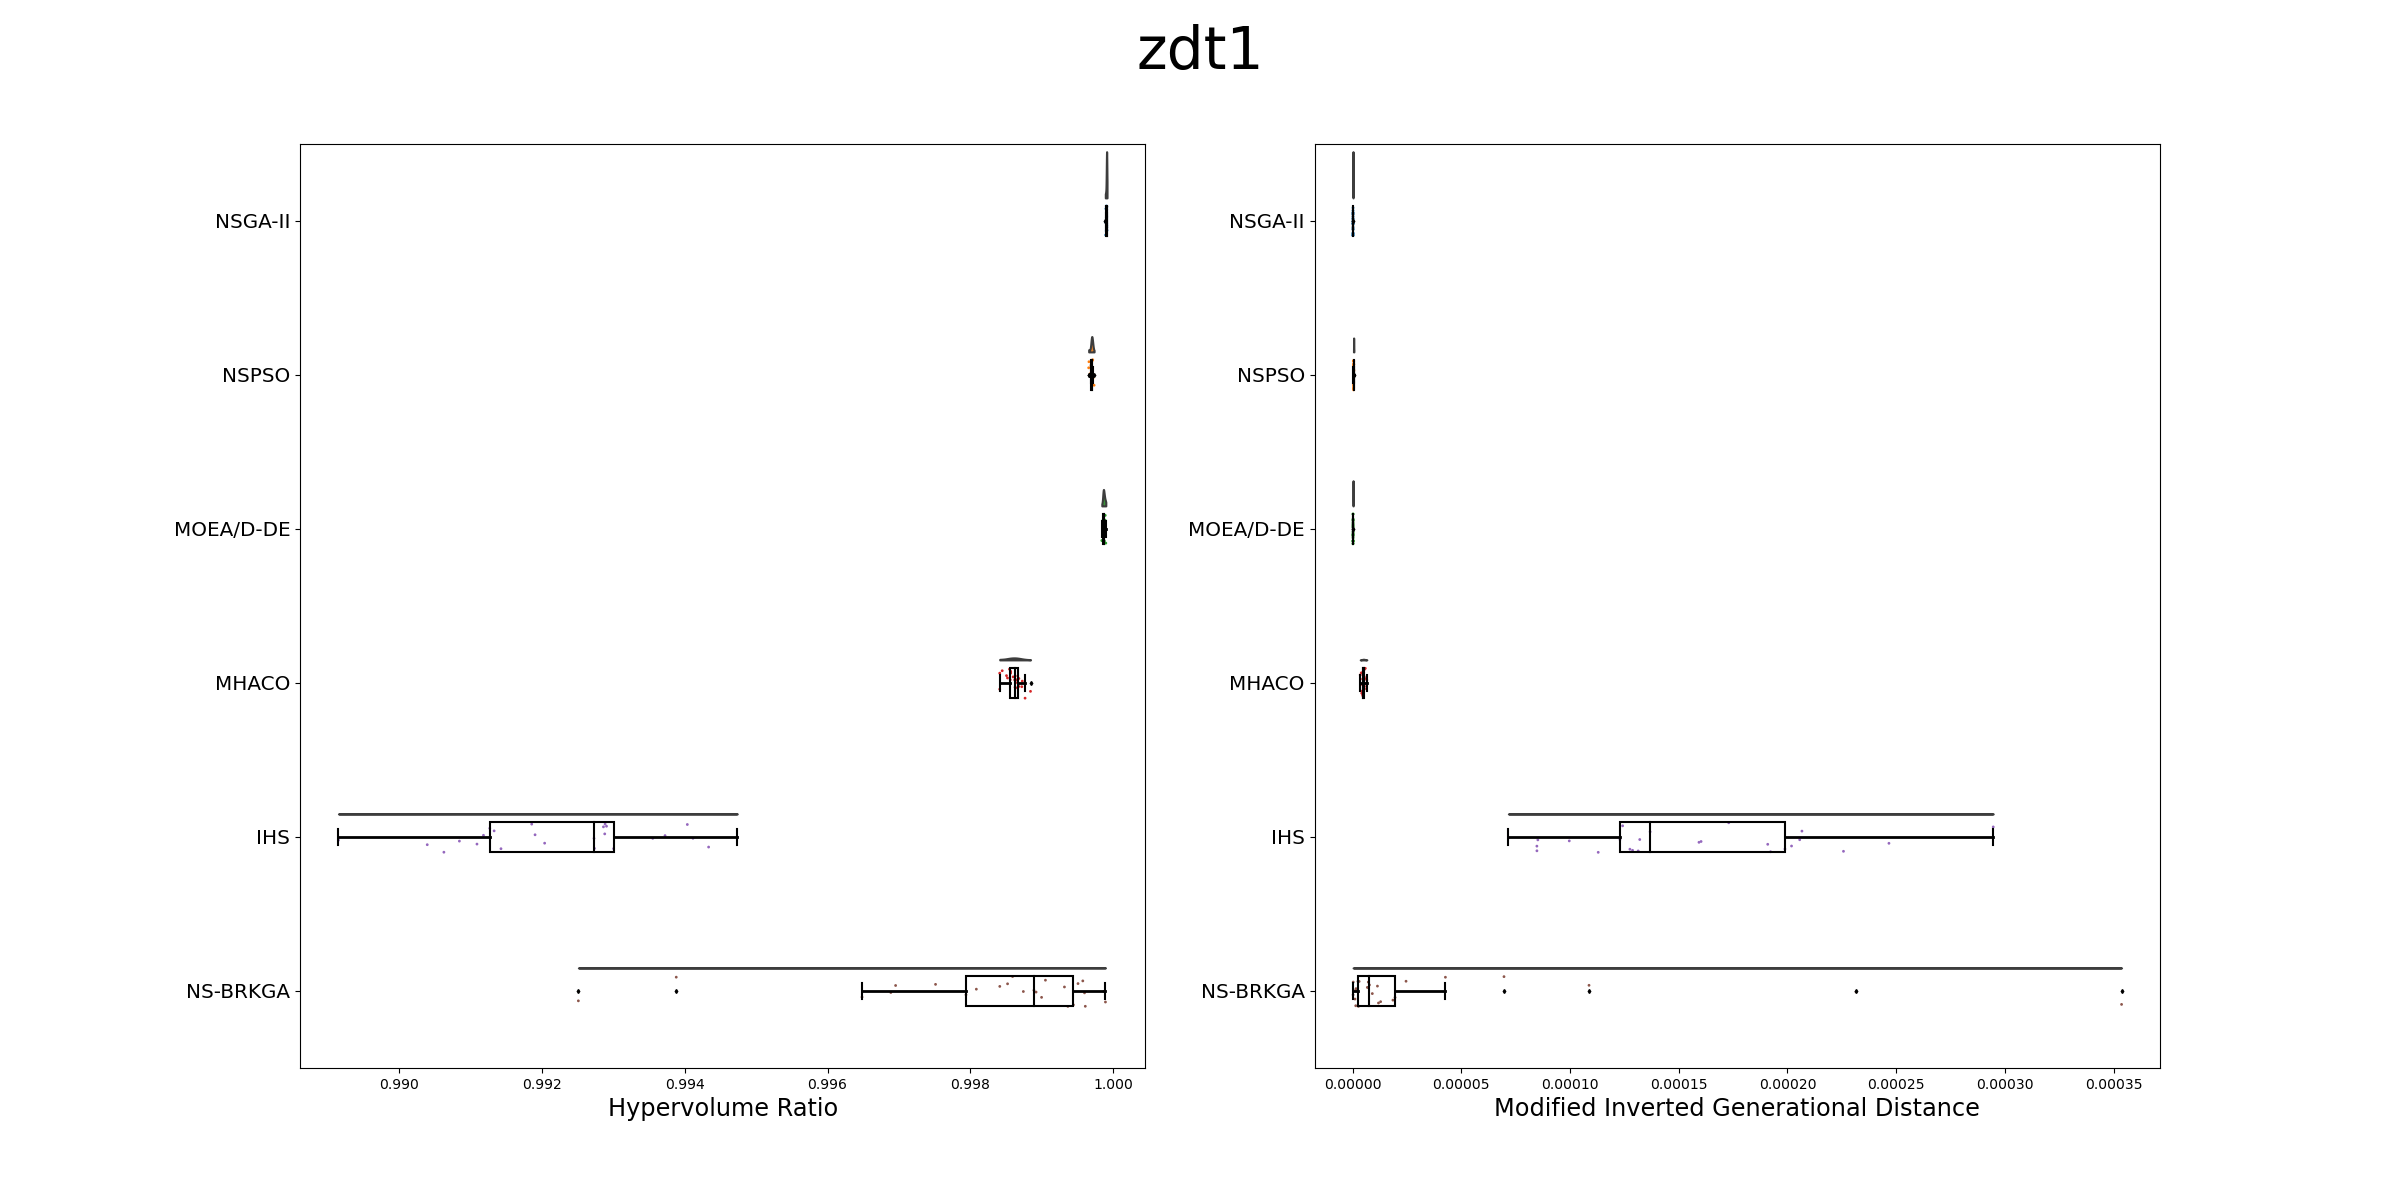 zdt1
NSGA-II
NSPSO
MOEA/D-DE
MHACO
IHS
NS-BRKGA
0.990 0.992 0.994 0.996 0.998 1.000
Hypervolume Ratio
NSGA-II
NSPSO
MOEA/D-DE
MHACO
IHS
NS-BRKGA
0.00000 0.00005 0.00010 0.00015 0.00020 0.00025 0.00030 0.00035
Modified Inverted Generational Distance